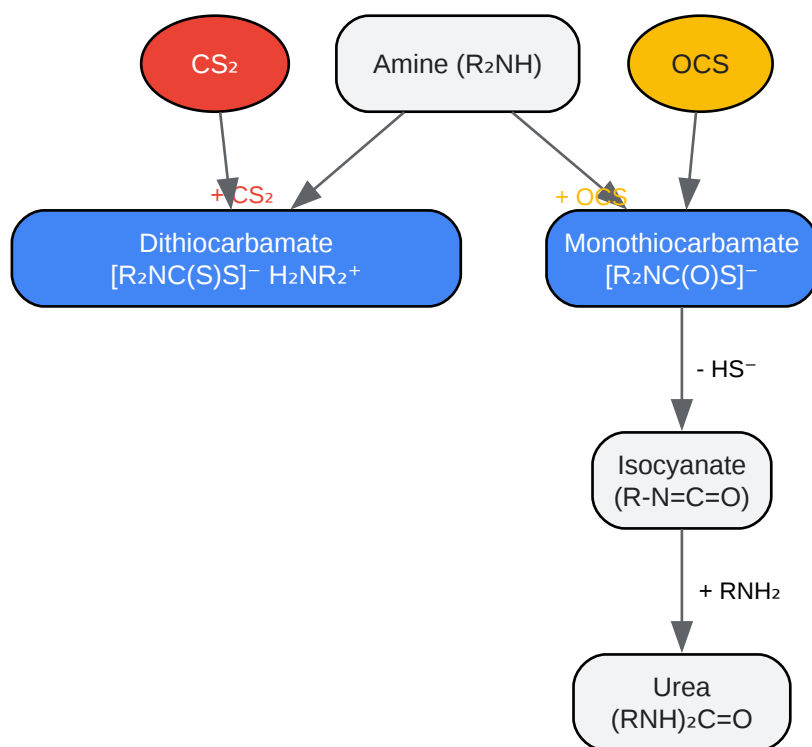 CS₂
Amine (R₂NH)
OCS
+ CS₂
+ OCS
Dithiocarbamate
[R₂NC(S)S]⁻ H₂NR₂⁺
Monothiocarbamate
[R₂NC(O)S]⁻
- HS⁻
Isocyanate
(R-N=C=O)
+ RNH₂
Urea
(RNH)₂C=O